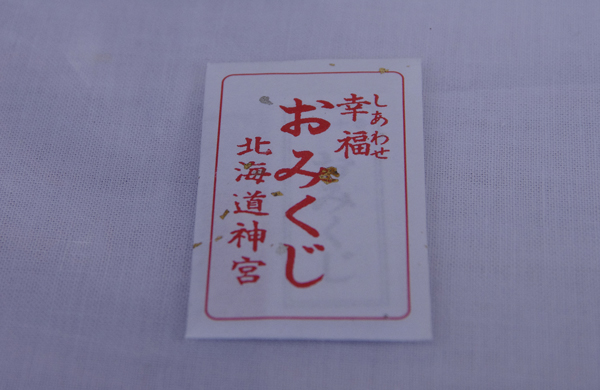 しあわせ
幸福
おみくじ
北海道神宮